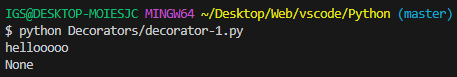 IGS@DESKTOP-MOIESJC MINGW64 ~/Desktop/Web/vscode/Python (master)
$ python Decorators/decorator-1.py
hellooooo
None